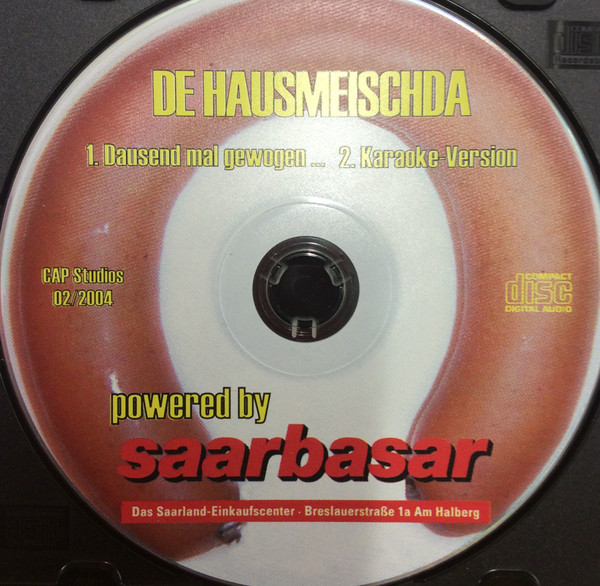 DE HAUSMEISCHDA
1. Dausend mal gewogen ... 2. Karaoke-Version
CAP Studios
02/2004
COMPACT
disc
DIGITAL AUDIO
powered by
saarbasar
Das Saarland-Einkaufscenter · Breslauerstraße 1a Am Halberg